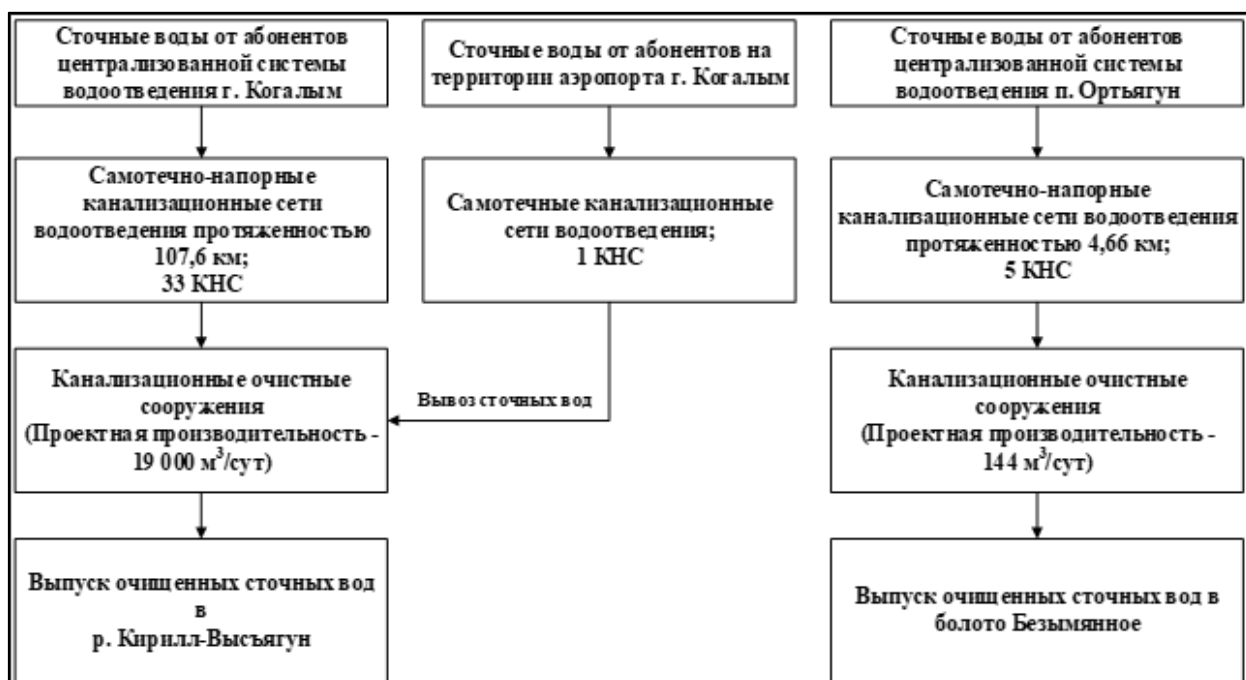 Сточные воды от абонентов
централизованной системы
водоотведения г. Когалым
Сточные воды от абонентов на
территории аэропорта г. Когалым
Сточные воды от абонентов
централизованной системы
водоотведения п. Ортьягун
Самотечно-напорные
канализационные сети
водоотведения протяженностью
107,6 км;
33 КНС
Самотечные канализационные
сети водоотведения;
1 КНС
Самотечно-напорные
канализационные сети водоотведения
протяженностью 4,66 км;
5 КНС
Канализационные очистные
сооружения
(Проектная производительность -
19 000 м³/сут)
Вывоз сточных вод
Канализационные очистные
сооружения
(Проектная производительность -
144 м³/сут)
Выпуск очищенных сточных вод
в
р. Кирилл-Высъягун
Выпуск очищенных сточных вод в
болото Безымянное